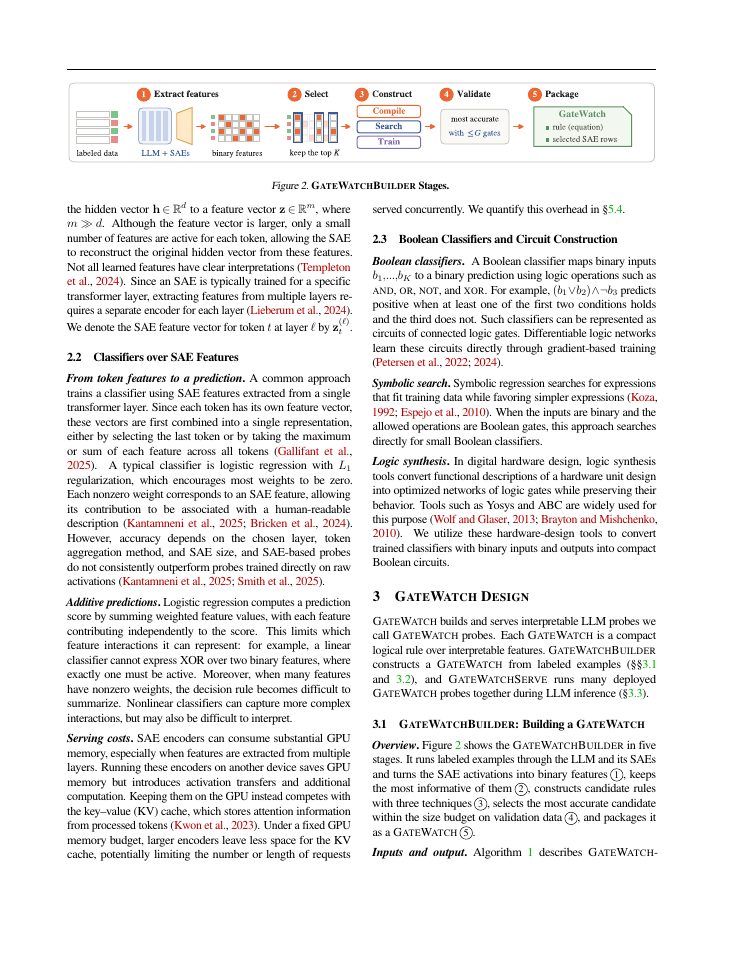 1 Extract features
2 Select
3 Construct
4 Validate
5 Package
labeled data
LLM + SAEs
binary features
keep the top K
Compile
Search
Train
most accurate
with ≤G gates
GateWatch
rule (equation)
selected SAE rows
Figure 2. GATEWATCHBUILDER Stages.
the hidden vector h ∈ ℝᵈ to a feature vector z ∈ ℝᵐ, where
m ≫ d. Although the feature vector is larger, only a small
number of features are active for each token, allowing the SAE
to reconstruct the original hidden vector from these features.
Not all learned features have clear interpretations (Templeton
et al., 2024). Since an SAE is typically trained for a specific
transformer layer, extracting features from multiple layers re-
quires a separate encoder for each layer (Lieberum et al., 2024).
We denote the SAE feature vector for token t at layer ℓ by z_t^(ℓ).
2.2 Classifiers over SAE Features
From token features to a prediction. A common approach
trains a classifier using SAE features extracted from a single
transformer layer. Since each token has its own feature vector,
these vectors are first combined into a single representation,
either by selecting the last token or by taking the maximum
or sum of each feature across all tokens (Gallifant et al.,
2025). A typical classifier is logistic regression with L₁
regularization, which encourages most weights to be zero.
Each nonzero weight corresponds to an SAE feature, allowing
its contribution to be associated with a human-readable
description (Kantamneni et al., 2025; Bricken et al., 2024).
However, accuracy depends on the chosen layer, token
aggregation method, and SAE size, and SAE-based probes
do not consistently outperform probes trained directly on raw
activations (Kantamneni et al., 2025; Smith et al., 2025).
Additive predictions. Logistic regression computes a prediction
score by summing weighted feature values, with each feature
contributing independently to the score. This limits which
feature interactions it can represent: for example, a linear
classifier cannot express XOR over two binary features, where
exactly one must be active. Moreover, when many features
have nonzero weights, the decision rule becomes difficult to
summarize. Nonlinear classifiers can capture more complex
interactions, but may also be difficult to interpret.
Serving costs. SAE encoders can consume substantial GPU
memory, especially when features are extracted from multiple
layers. Running these encoders on another device saves GPU
memory but introduces activation transfers and additional
computation. Keeping them on the GPU instead competes with
the key–value (KV) cache, which stores attention information
from processed tokens (Kwon et al., 2023). Under a fixed GPU
memory budget, larger encoders leave less space for the KV
cache, potentially limiting the number or length of requests
served concurrently. We quantify this overhead in §5.4.
2.3 Boolean Classifiers and Circuit Construction
Boolean classifiers. A Boolean classifier maps binary inputs
b₁,...,b_K to a binary prediction using logic operations such as
AND, OR, NOT, and XOR. For example, (b₁∨b₂)∧¬b₃ predicts
positive when at least one of the first two conditions holds
and the third does not. Such classifiers can be represented as
circuits of connected logic gates. Differentiable logic networks
learn these circuits directly through gradient-based training
(Petersen et al., 2022; 2024).
Symbolic search. Symbolic regression searches for expressions
that fit training data while favoring simpler expressions (Koza,
1992; Espejo et al., 2010). When the inputs are binary and the
allowed operations are Boolean gates, this approach searches
directly for small Boolean classifiers.
Logic synthesis. In digital hardware design, logic synthesis
tools convert functional descriptions of a hardware unit design
into optimized networks of logic gates while preserving their
behavior. Tools such as Yosys and ABC are widely used for
this purpose (Wolf and Glaser, 2013; Brayton and Mishchenko,
2010). We utilize these hardware-design tools to convert
trained classifiers with binary inputs and outputs into compact
Boolean circuits.
3 GATEWATCH DESIGN
GATEWATCH builds and serves interpretable LLM probes we
call GATEWATCH probes. Each GATEWATCH is a compact
logical rule over interpretable features. GATEWATCHBUILDER
constructs a GATEWATCH from labeled examples (§§3.1
and 3.2), and GATEWATCHSERVE runs many deployed
GATEWATCH probes together during LLM inference (§3.3).
3.1 GATEWATCHBUILDER: Building a GATEWATCH
Overview. Figure 2 shows the GATEWATCHBUILDER in five
stages. It runs labeled examples through the LLM and its SAEs
and turns the SAE activations into binary features ①, keeps
the most informative of them ②, constructs candidate rules
with three techniques ③, selects the most accurate candidate
within the size budget on validation data ④, and packages it
as a GATEWATCH ⑤.
Inputs and output. Algorithm 1 describes GATEWATCH-